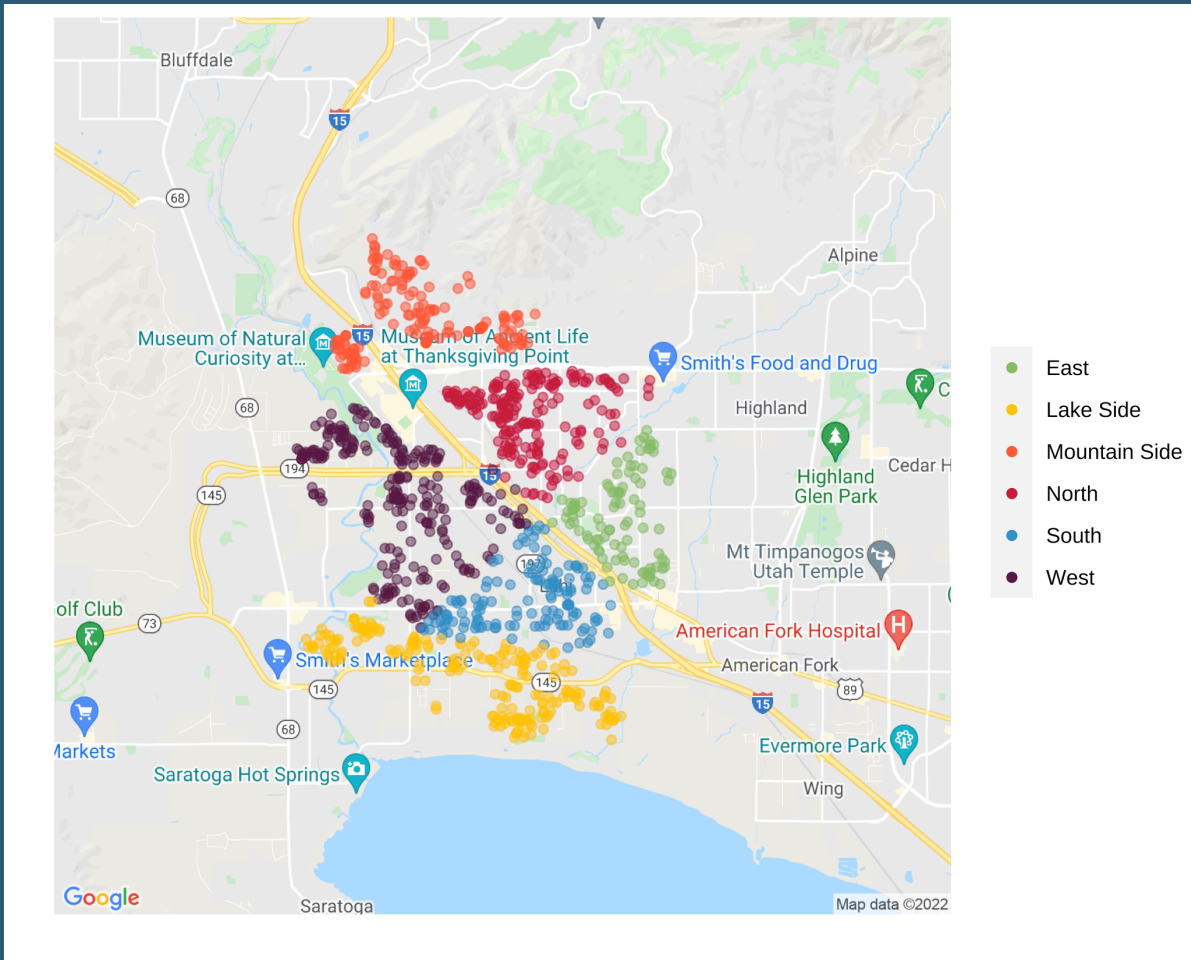 Bluffdale
15
68
Alpine
Museum of Natural
Curiosity at...
15
Museum of Ancient Life
at Thanksgiving Point
Smith's Food and Drug
C
68
Highland
194
15
Cedar H
145
Highland
Glen Park
Mt Timpanogos
Utah Temple
197
Lehi
olf Club
73
American Fork Hospital
H
Smith's Marketplace
American Fork
145
145
89
15
68
Markets
Evermore Park
Saratoga Hot Springs
Wing
Google
Saratoga
Map data ©2022
East
Lake Side
Mountain Side
North
South
West